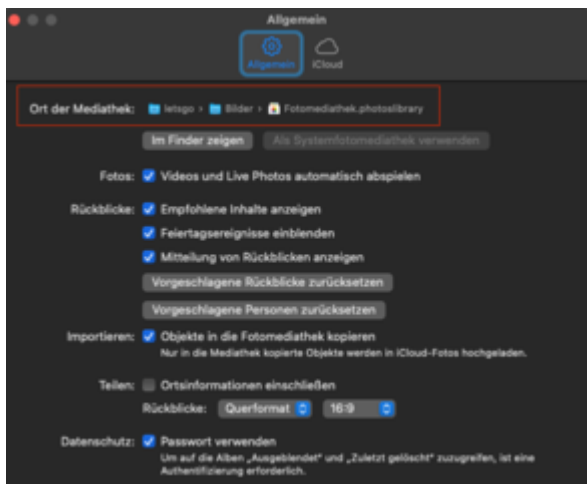 Allgemein
Allgemein
iCloud
Ort der Mediathek: letsgo › Bilder › Fotomediathek.photoslibrary
Im Finder zeigen Als Systemfotomediathek verwenden
Fotos: Videos und Live Photos automatisch abspielen
Rückblicke: Empfohlene Inhalte anzeigen
Feiertagsereignisse einblenden
Mitteilung von Rückblicken anzeigen
Vorgeschlagene Rückblicke zurücksetzen
Vorgeschlagene Personen zurücksetzen
Importieren: Objekte in die Fotomediathek kopieren
Nur in die Mediathek kopierte Objekte werden in iCloud-Fotos hochgeladen.
Teilen: Ortsinformationen einschließen
Rückblicke: Querformat 16:9
Datenschutz: Passwort verwenden
Um auf die Alben „Ausgeblendet“ und „Zuletzt gelöscht“ zuzugreifen, ist eine
Authentifizierung erforderlich.